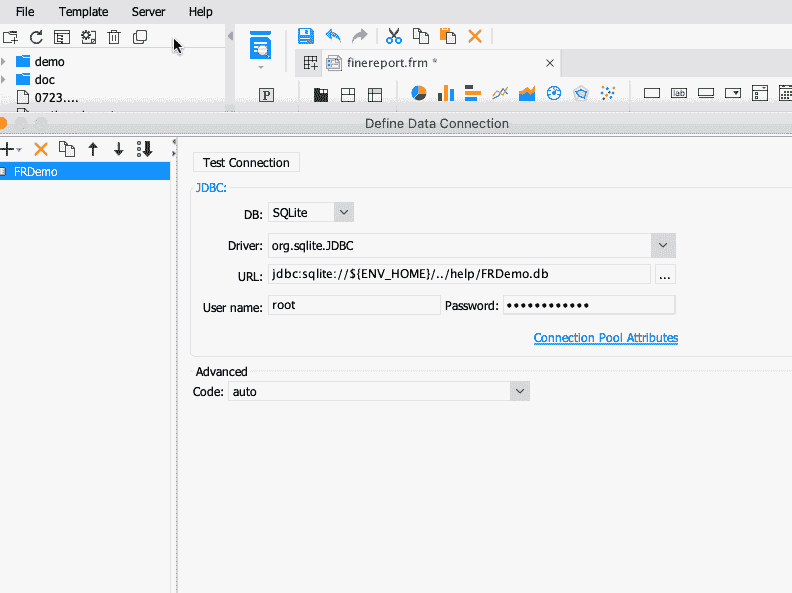 File Template Server Help
demo
doc
0723....
finereport.frm *
P
lab
Define Data Connection
FRDemo
Test Connection
JDBC:
DB: SQLite
Driver: org.sqlite.JDBC
URL: jdbc:sqlite://${ENV_HOME}/../help/FRDemo.db ...
User name: root Password: ••••••••••••
Connection Pool Attributes
Advanced
Code: auto